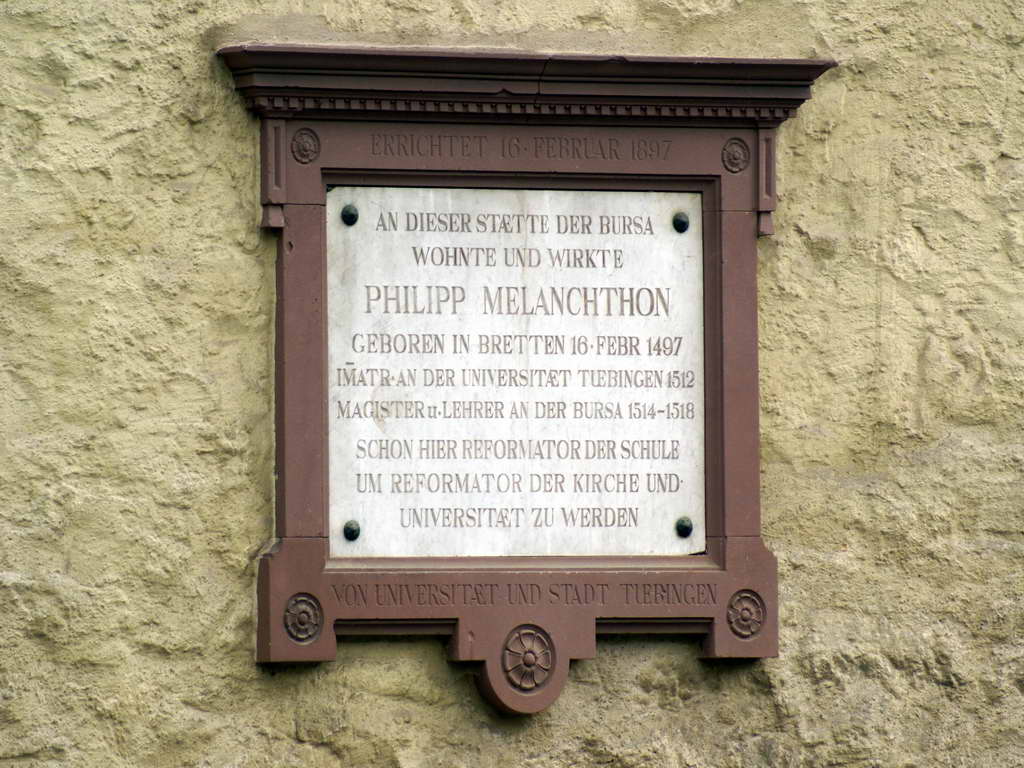 ERRICHTET 16·FEBRUAR 1897
AN DIESER STÆTTE DER BURSA
WOHNTE UND WIRKTE
PHILIPP MELANCHTHON
GEBOREN IN BRETTEN 16·FEBR 1497
IM̅ATR·AN DER UNIVERSITÆT TUEBINGEN 1512
MAGISTER u·LEHRER AN DER BURSA 1514-1518
SCHON HIER REFORMATOR DER SCHULE
UM REFORMATOR DER KIRCHE UND·
UNIVERSITÆT ZU WERDEN
VON UNIVERSITÆT UND STADT TUEBINGEN